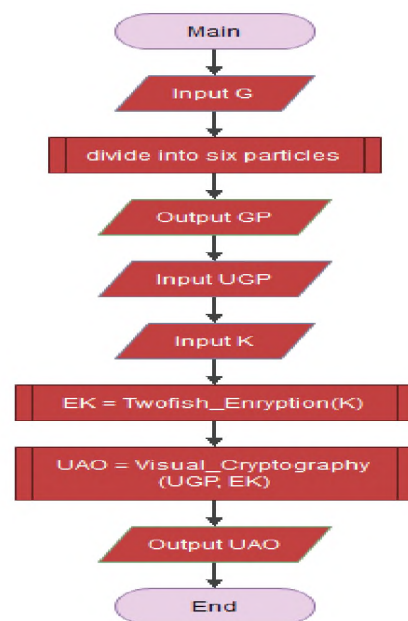 Main
Input G
divide into six particles
Output GP
Input UGP
Input K
EK = Twofish_Enryption(K)
UAO = Visual_Cryptography
(UGP, EK)
Output UAO
End